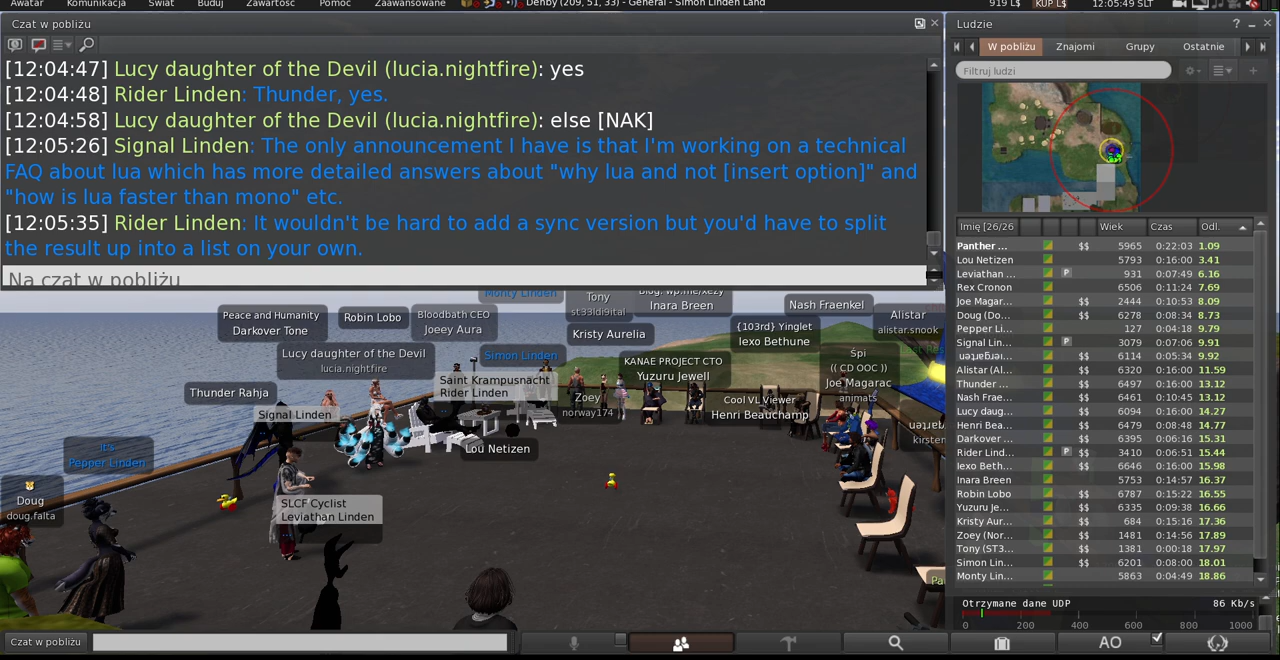 Awatar Komunikacja Świat Buduj Zawartość Pomoc Zaawansowane Denby (209, 51, 33) - General - Simon Linden Land 919 L$ KUP L$ 12:05:49 SLT
Czat w pobliżu
[12:04:47] Lucy daughter of the Devil (lucia.nightfire): yes
[12:04:48] Rider Linden: Thunder, yes.
[12:04:58] Lucy daughter of the Devil (lucia.nightfire): else [NAK]
[12:05:26] Signal Linden: The only announcement I have is that I'm working on a technical
FAQ about lua which has more detailed answers about "why lua and not [insert option]" and
"how is lua faster than mono" etc.
[12:05:35] Rider Linden: It wouldn't be hard to add a sync version but you'd have to split
the result up into a list on your own.
Na czat w pobliżu
Monty Linden
Tony
st33ldi9ital
Blog: wp.me/xezy
Inara Breen
Nash Fraenkel
Peace and Humanity
Darkover Tone
Robin Lobo
Bloodbath CEO
Joeey Aura
Kristy Aurelia
{103rd} Yinglet
Iexo Bethune
Alistar
alistar.snook
Lucy daughter of the Devil
lucia.nightfire
Simon Linden
KANAE PROJECT CTO
Yuzuru Jewell
Śpi
(( CD OOC ))
Joe Magarac
animats
Thunder Rahja
Saint Krampusnacht
Rider Linden
Zoey
norway174
Cool VL Viewer
Henri Beauchamp
Signal Linden
Lou Netizen
It's
Pepper Linden
Doug
doug.falta
SLCF Cyclist
Leviathan Linden
kirsten
Pa
Czat w pobliżu
AO
Ludzie
? _ ×
W pobliżu Znajomi Grupy Ostatnie
Filtruj ludzi
Imię [26/26 Wiek Czas Odl.
Panther ... $$ 5965 0:22:03 1.09
Lou Netizen 5793 0:16:00 3.41
Leviathan ... P 931 0:07:49 6.16
Rex Cronon 6506 0:11:24 7.69
Joe Magar... $$ 2444 0:10:53 8.09
Doug (Do... $$ 6278 0:08:34 8.73
Pepper Li... 127 0:04:18 9.79
Signal Lin... P 3079 0:07:06 9.91
$$ 6114 0:05:34 9.92
Alistar (Al... $$ 6320 0:16:00 11.59
Thunder ... $$ 6497 0:16:00 13.12
Nash Frae... $$ 6461 0:10:45 13.12
Lucy daug... $$ 6094 0:16:00 14.27
Henri Bea... $$ 6479 0:08:48 14.77
Darkover ... $$ 6395 0:06:16 15.31
Rider Lind... P $$ 3410 0:06:51 15.44
Iexo Beth... $$ 6646 0:16:00 15.98
Inara Breen 5753 0:14:57 16.37
Robin Lobo $$ 6787 0:15:22 16.55
Yuzuru Je... $$ 6335 0:09:38 16.66
Kristy Aur... $$ 684 0:15:16 17.36
Zoey (Nor... $$ 1481 0:14:56 17.89
Tony (ST3... $$ 1381 0:00:18 17.97
Simon Lin... $$ 6201 0:08:00 18.01
Monty Lin... 5863 0:04:49 18.86
Otrzymane dane UDP 86 Kb/s
0 200 400 600 800 1000